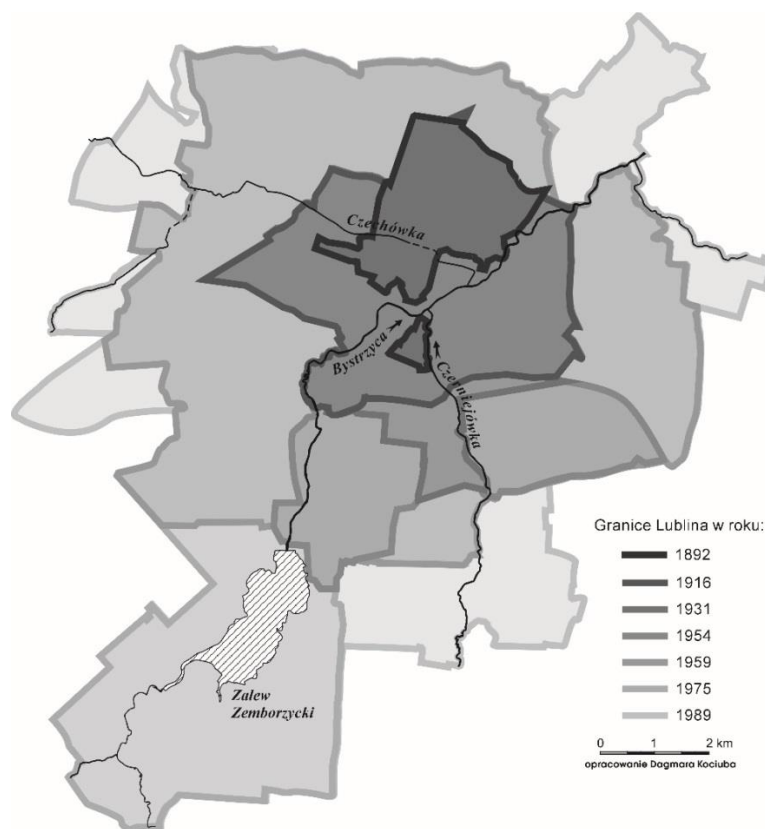 Czechówka
Bystrzyca
Czerniejówka
Zalew
Zemborzycki
Granice Lublina w roku:
1892
1916
1931
1954
1959
1975
1989
0 1 2 km
opracowanie Dagmara Kociuba